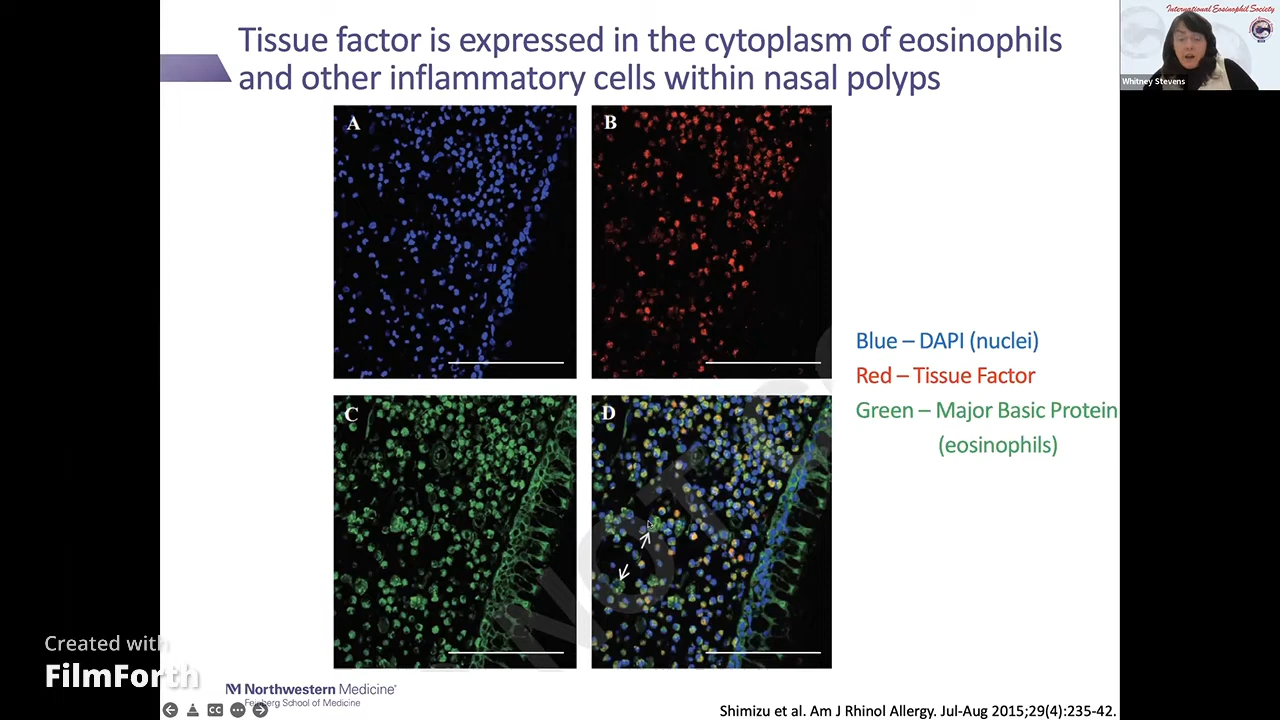 Tissue factor is expressed in the cytoplasm of eosinophils
and other inflammatory cells within nasal polyps
International Eosinophil Society
Whitney Stevens
A
B
C
D
Blue – DAPI (nuclei)
Red – Tissue Factor
Green – Major Basic Protein
(eosinophils)
NOT
Created with
FilmForth
Northwestern Medicine®
Feinberg School of Medicine
CC
Shimizu et al. Am J Rhinol Allergy. Jul-Aug 2015;29(4):235-42.